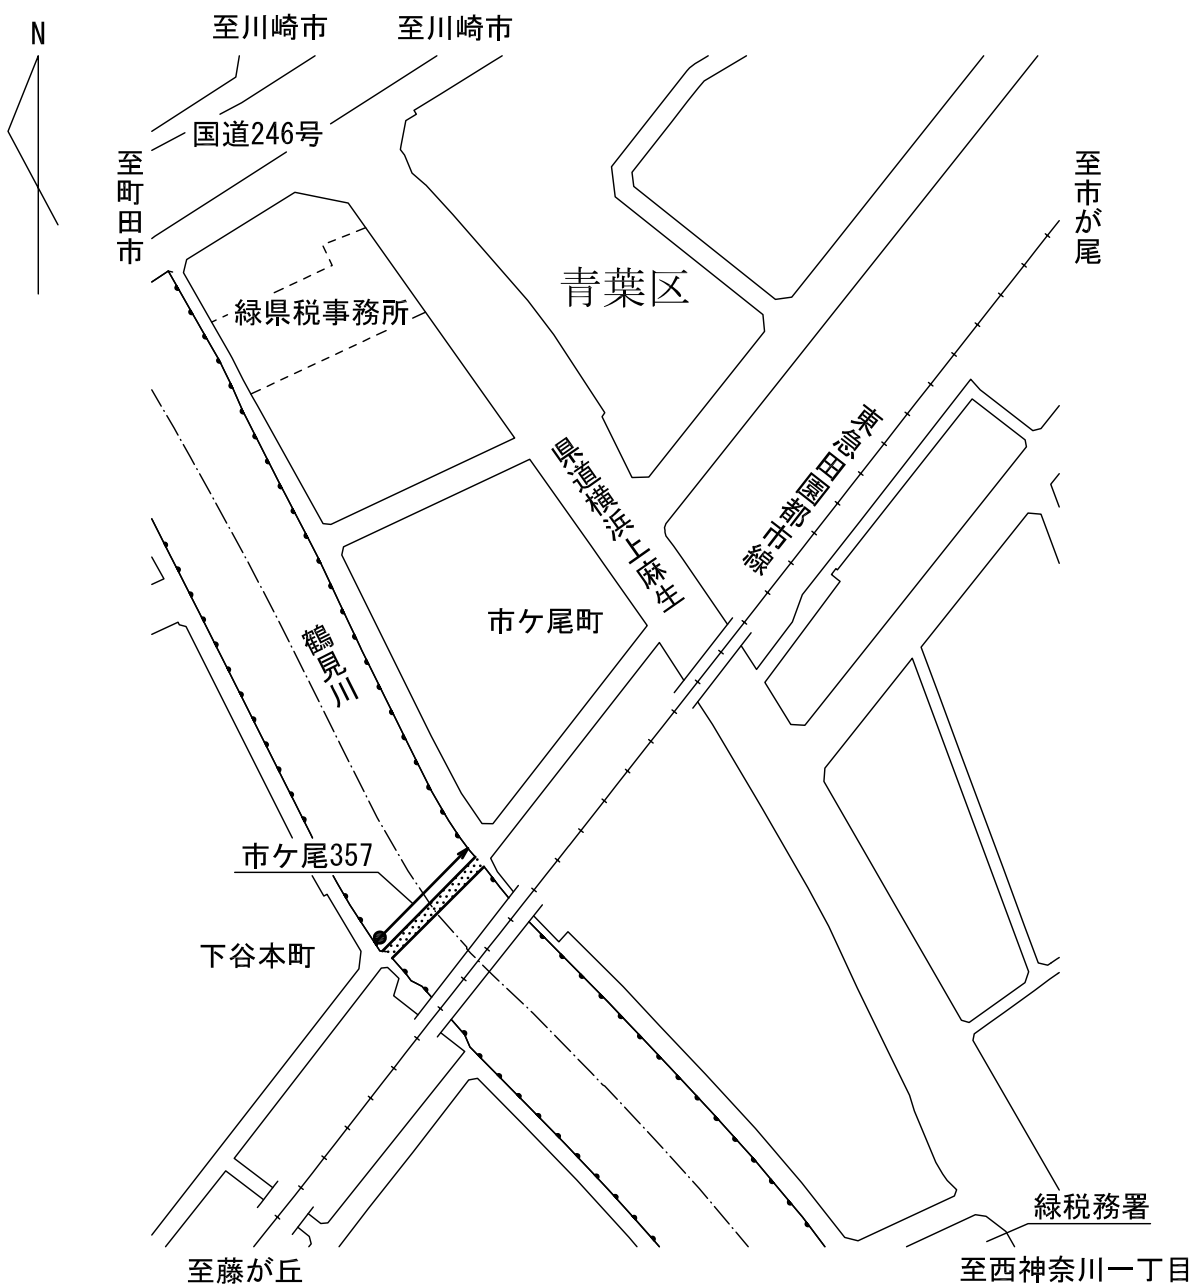 N
至川崎市
至川崎市
国道246号
至町田市
至市が尾
青葉区
緑県税事務所
東急田園都市線
県道横浜上麻生
市ケ尾町
鶴見川
市ケ尾357
下谷本町
緑税務署
至藤が丘
至西神奈川一丁目